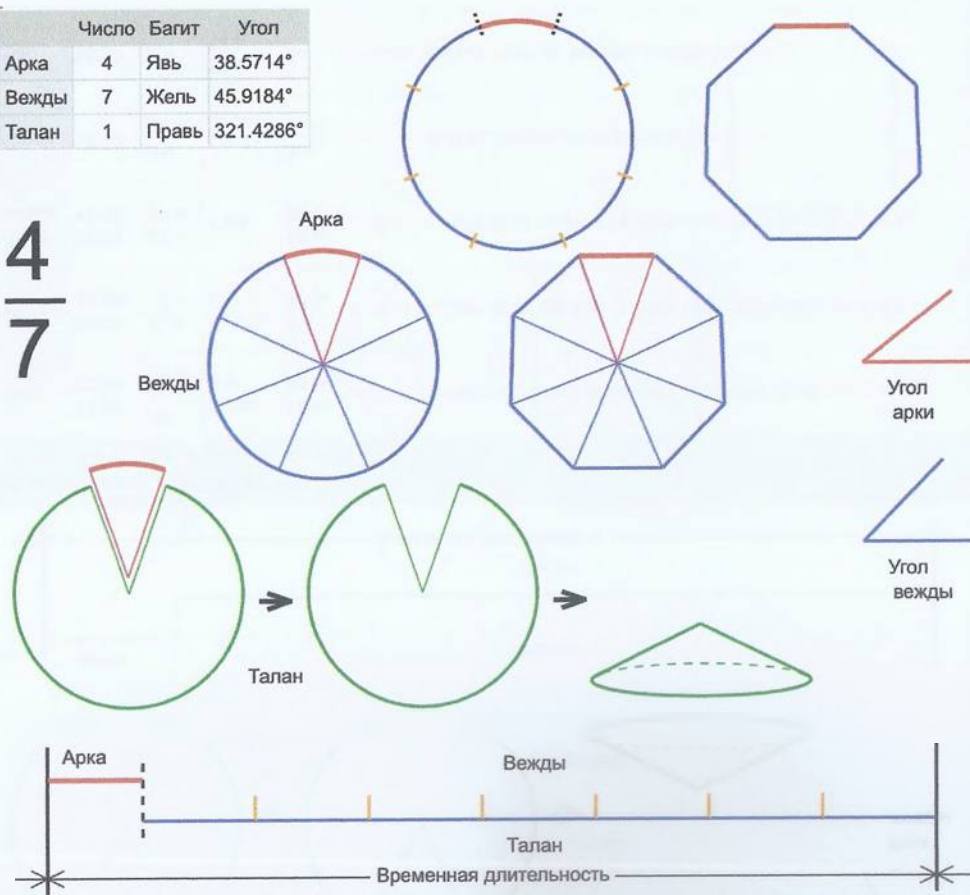 Число Багит Угол
Арка 4 Явь 38.5714°
Вежды 7 Жель 45.9184°
Талан 1 Правь 321.4286°
4
7
Арка
Вежды
Угол
арки
Угол
вежды
Талан
Арка
Вежды
Талан
Временная длительность